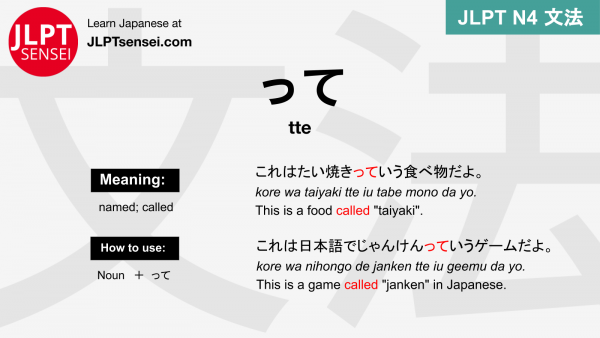 JLPT
SENSEI
Learn Japanese at
JLPTsensei.com
JLPT N4 文法
文法
って
tte
Meaning:
named; called
How to use:
Noun ＋ って
これはたい焼きっていう食べ物だよ。
kore wa taiyaki tte iu tabe mono da yo.
This is a food called "taiyaki".
これは日本語でじゃんけんっていうゲームだよ。
kore wa nihongo de janken tte iu geemu da yo.
This is a game called "janken" in Japanese.